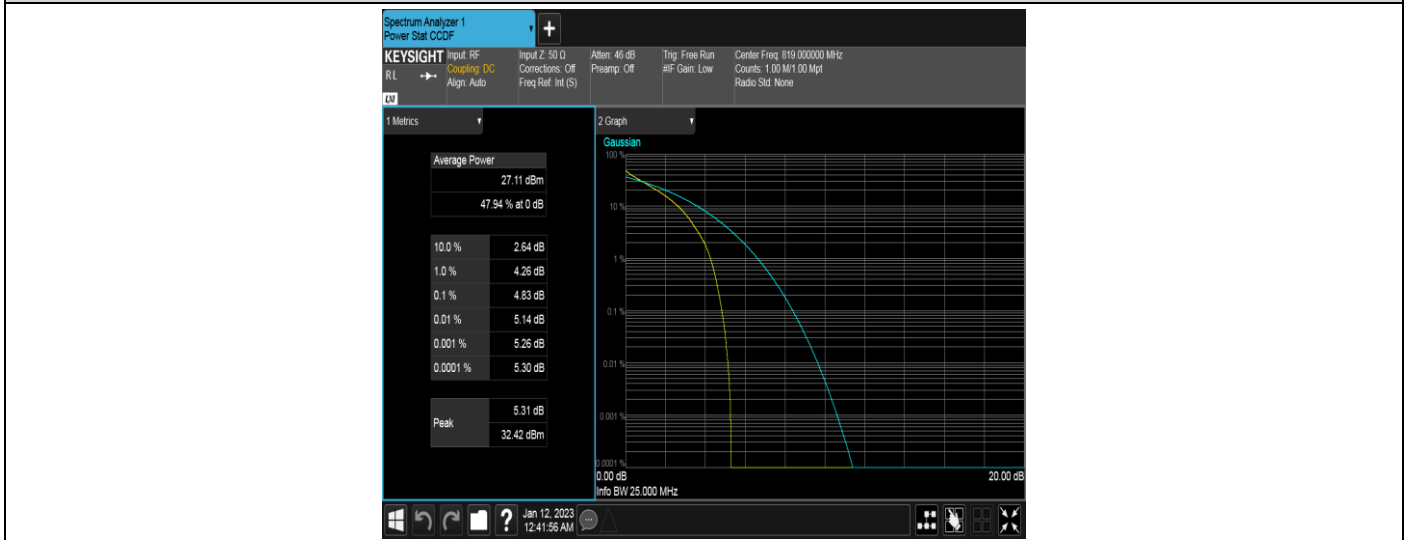 Spectrum Analyzer 1
Power Stat CCDF
+
KEYSIGHT Input: RF
RL
Coupling: DC
Align: Auto
Input Z: 50 Ω
Corrections: Off
Freq Ref: Int (S)
Atten: 46 dB
Preamp: Off
Trig: Free Run
#IF Gain: Low
Center Freq: 819.000000 MHz
Counts: 1.00 M/1.00 Mpt
Radio Std: None
LXI
1 Metrics
Average Power
27.11 dBm
47.94 % at 0 dB
10.0 % 2.64 dB
1.0 % 4.26 dB
0.1 % 4.83 dB
0.01 % 5.14 dB
0.001 % 5.26 dB
0.0001 % 5.30 dB
Peak
5.31 dB
32.42 dBm
2 Graph
Gaussian
100 %
10 %
1 %
0.1 %
0.01 %
0.001 %
0.0001 %
0.00 dB 20.00 dB
Info BW 25.000 MHz
?
Jan 12, 2023
12:41:56 AM